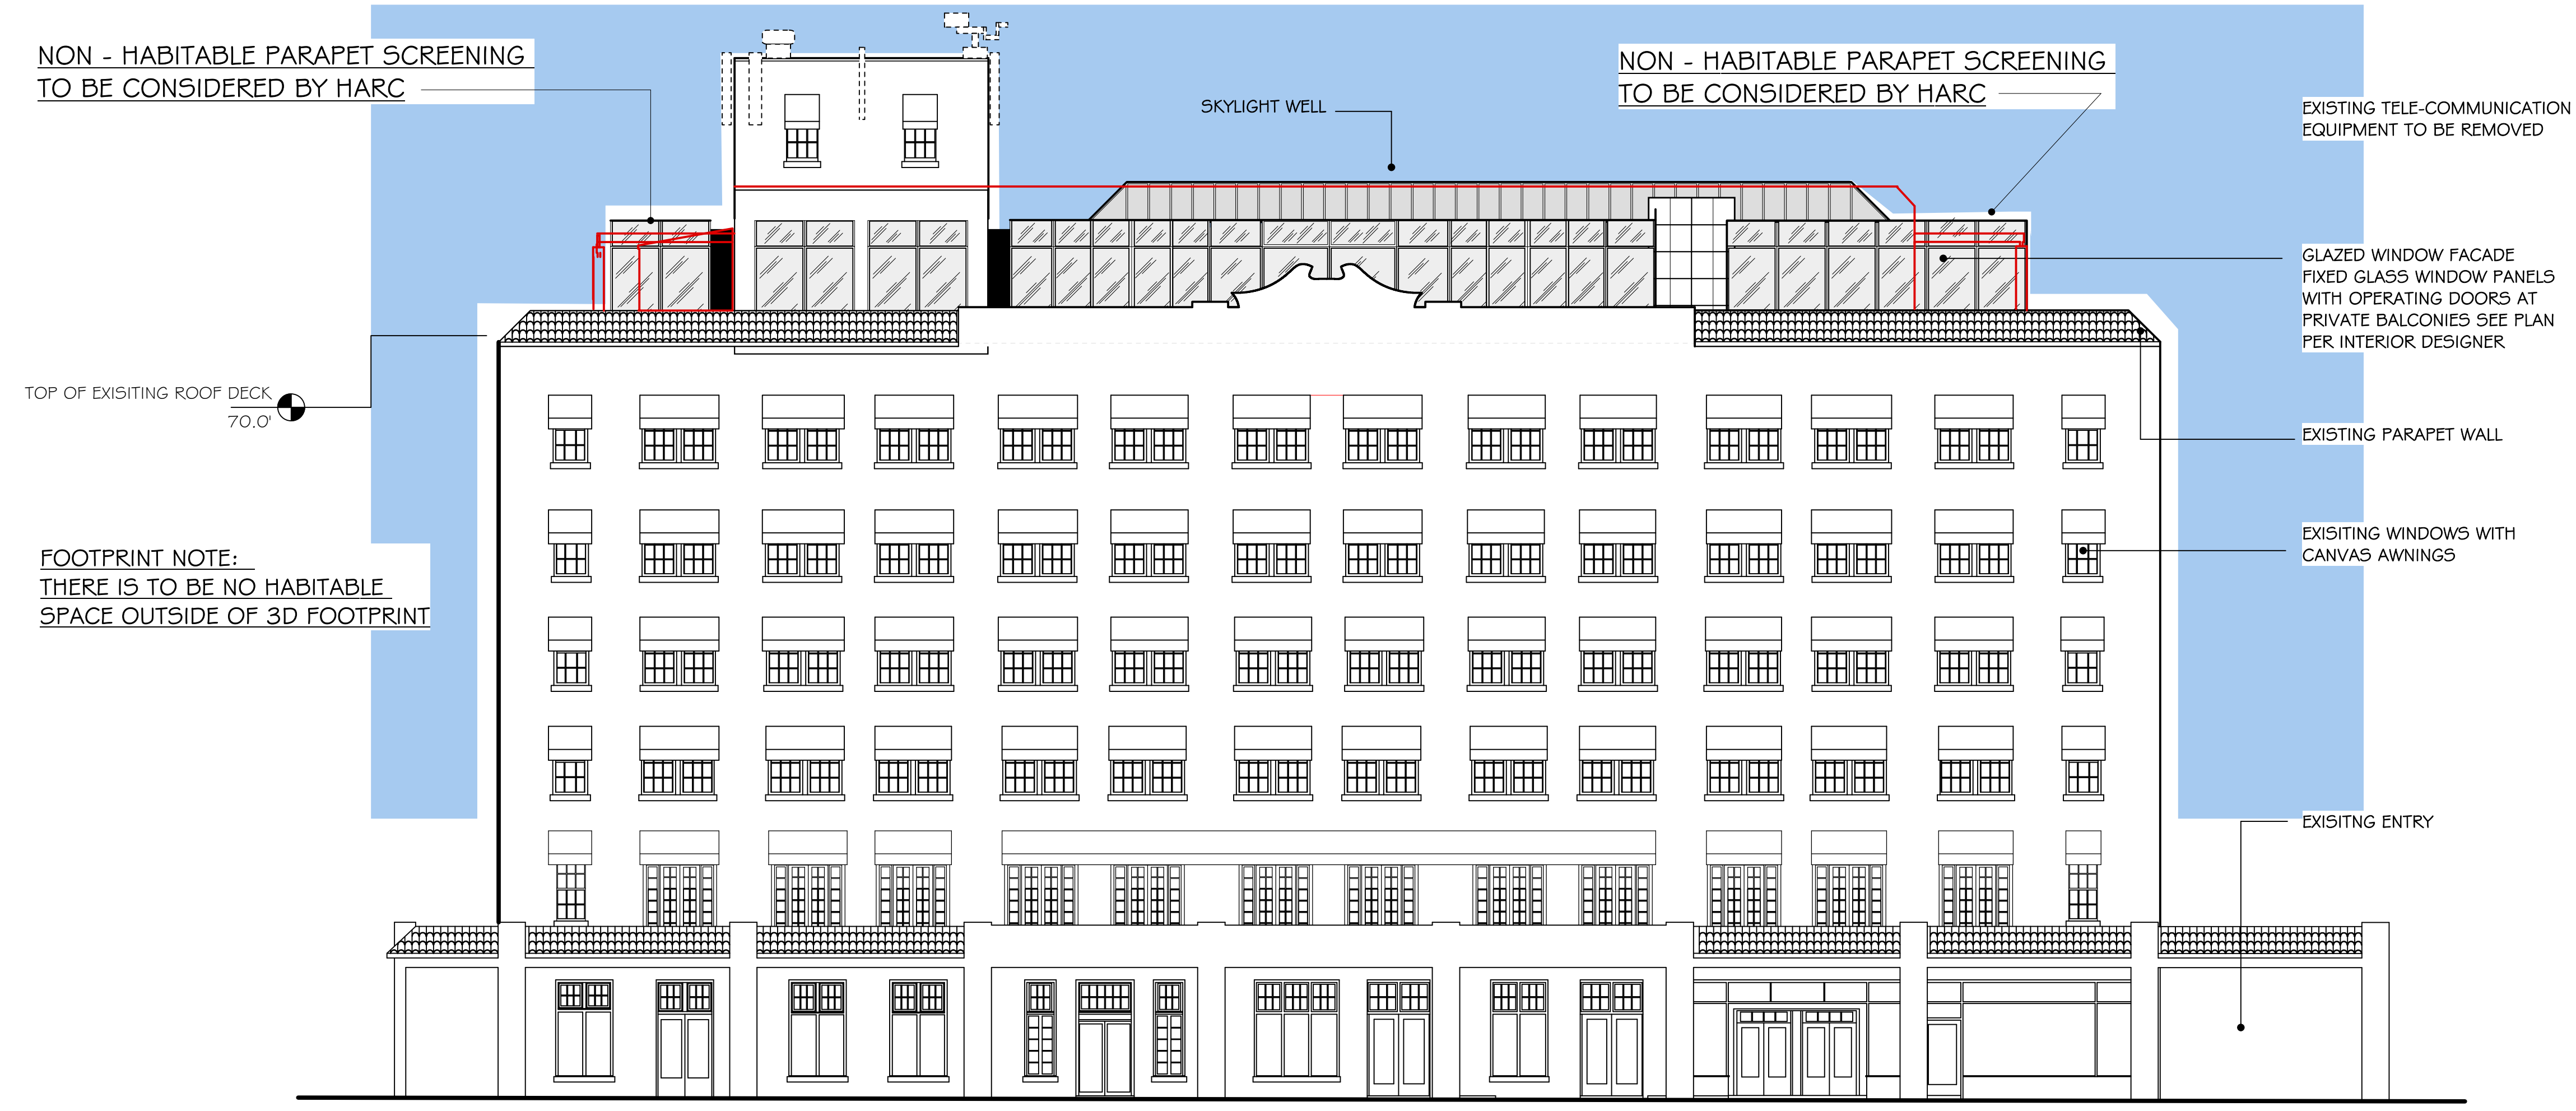 NON - HABITABLE PARAPET SCREENING
TO BE CONSIDERED BY HARC
SKYLIGHT WELL
NON - HABITABLE PARAPET SCREENING
TO BE CONSIDERED BY HARC
EXISTING TELE-COMMUNICATION
EQUIPMENT TO BE REMOVED
GLAZED WINDOW FACADE
FIXED GLASS WINDOW PANELS
WITH OPERATING DOORS AT
PRIVATE BALCONIES SEE PLAN
PER INTERIOR DESIGNER
TOP OF EXISITING ROOF DECK
70.0'
EXISTING PARAPET WALL
FOOTPRINT NOTE:
THERE IS TO BE NO HABITABLE
SPACE OUTSIDE OF 3D FOOTPRINT
EXISITING WINDOWS WITH
CANVAS AWNINGS
EXISITNG ENTRY